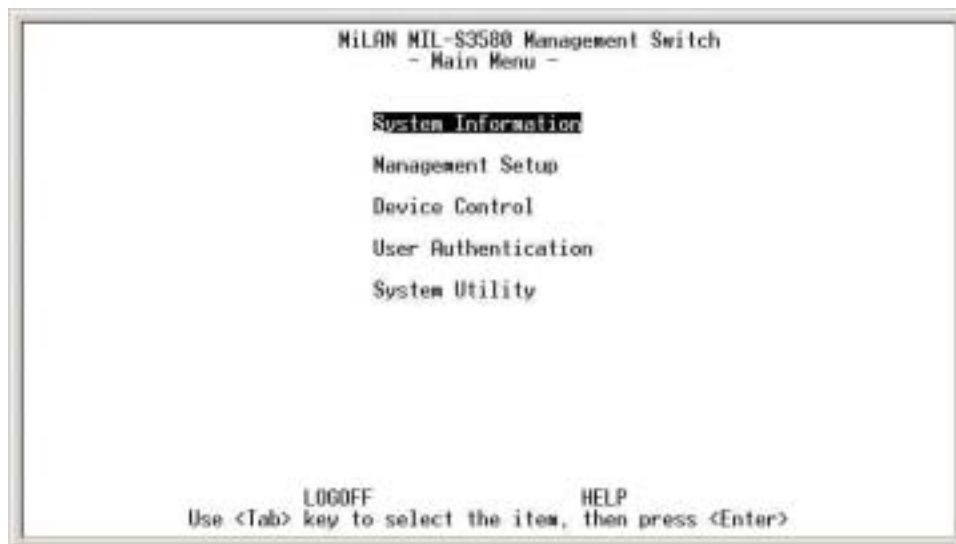 MiLAN MIL-S3580 Management Switch
- Main Menu -
System Information
Management Setup
Device Control
User Authentication
System Utility
LOGOFF HELP
Use <Tab> key to select the item, then press <Enter>